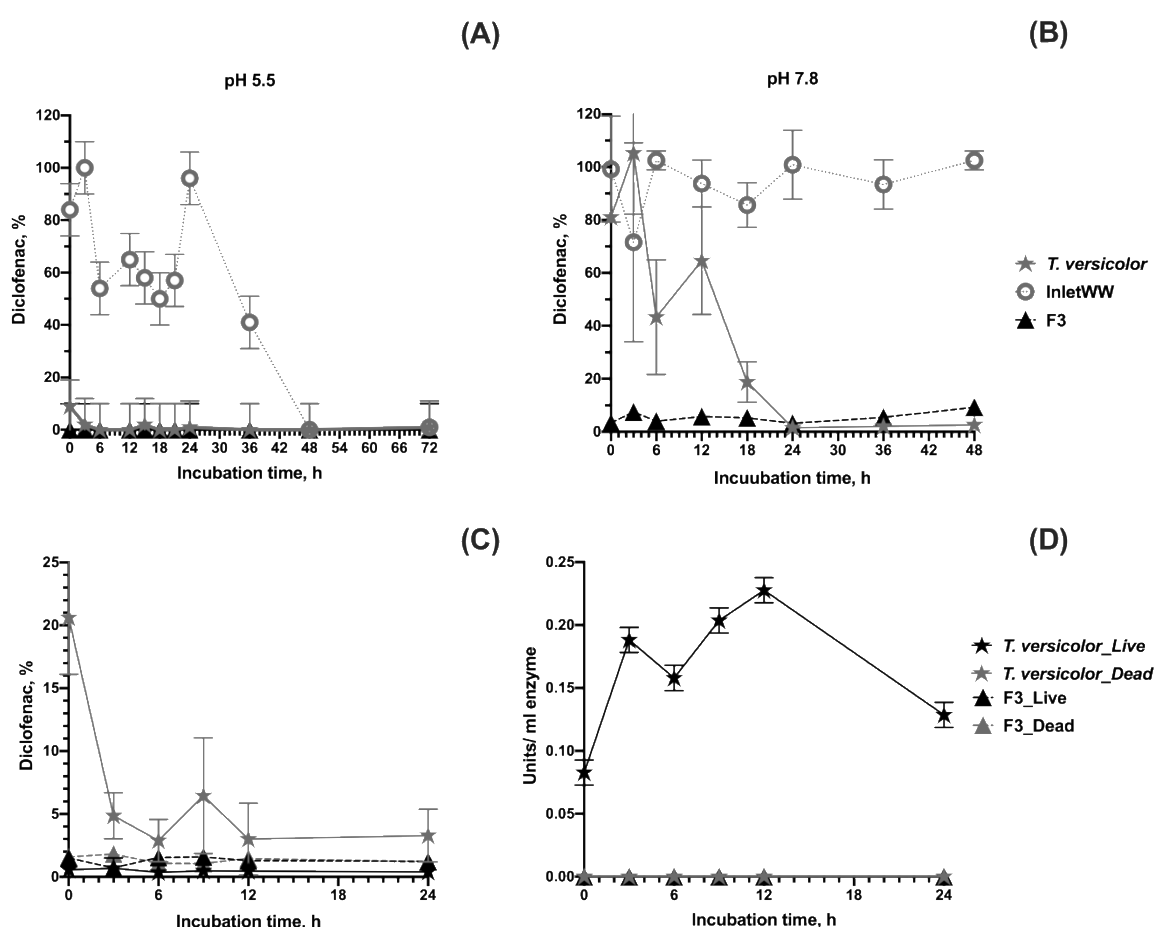 (A)
pH 5.5
120
100
80
60
40
20
0
Diclofenac, %
0 6 12 18 24 30 36 42 48 54 60 66 72
Incubation time, h
(B)
pH 7.8
120
100
80
60
40
20
0
Diclofenac, %
0 6 12 18 24 30 36 42 48
Incuubation time, h
T. versicolor
InletWW
F3
(C)
25
20
15
10
5
0
Diclofenac, %
0 6 12 18 24
Incubation time, h
(D)
0.25
0.20
0.15
0.10
0.05
0.00
Units/ ml enzyme
0 6 12 18 24
Incubation time, h
T. versicolor_Live
T. versicolor_Dead
F3_Live
F3_Dead